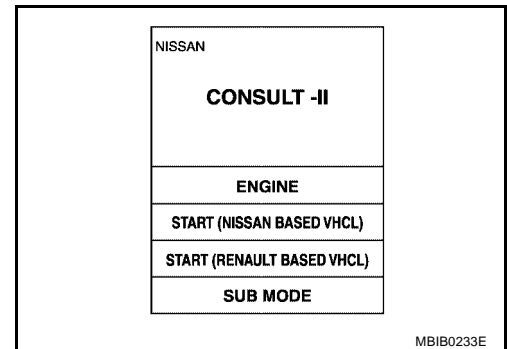 NISSAN
CONSULT -II
ENGINE
START (NISSAN BASED VHCL)
START (RENAULT BASED VHCL)
SUB MODE
MBIB0233E